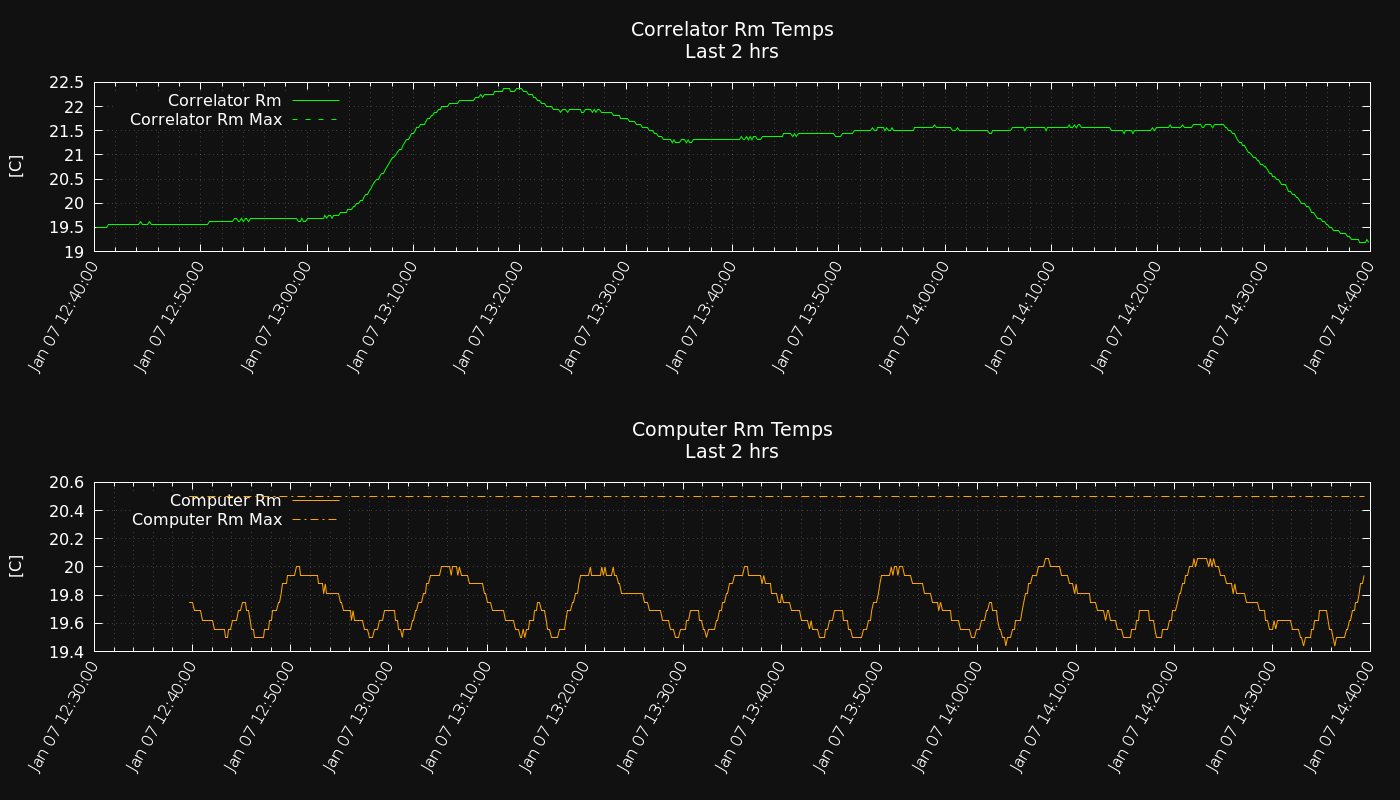 Correlator Rm Temps
Last 2 hrs
22.5
22
21.5
21
20.5
20
19.5
19
[C]
Correlator Rm
Correlator Rm Max
Jan 07 12:40:00
Jan 07 12:50:00
Jan 07 13:00:00
Jan 07 13:10:00
Jan 07 13:20:00
Jan 07 13:30:00
Jan 07 13:40:00
Jan 07 13:50:00
Jan 07 14:00:00
Jan 07 14:10:00
Jan 07 14:20:00
Jan 07 14:30:00
Jan 07 14:40:00
Computer Rm Temps
Last 2 hrs
20.6
20.4
20.2
20
19.8
19.6
19.4
[C]
Computer Rm
Computer Rm Max
Jan 07 12:30:00
Jan 07 12:40:00
Jan 07 12:50:00
Jan 07 13:00:00
Jan 07 13:10:00
Jan 07 13:20:00
Jan 07 13:30:00
Jan 07 13:40:00
Jan 07 13:50:00
Jan 07 14:00:00
Jan 07 14:10:00
Jan 07 14:20:00
Jan 07 14:30:00
Jan 07 14:40:00